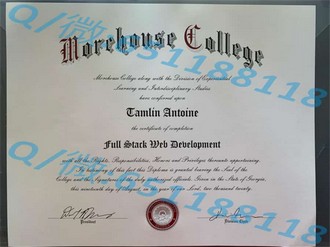 Morehouse College
Morehouse College along with the Division of Experiential
Learning and Interdisciplinary Studies
have conferred upon
Tamlin Antoine
the certificate of completion
Full Stack Web Development
with all the Rights, Responsibilities, Honors and Privileges thereunto appertaining.
In testimony of this fact this Diploma is granted bearing the Seal of the
College and the Signatures of the duly authorized officials. Given in the State of Georgia,
this nineteenth day of in the year of our Lord, two thousand twenty.
President